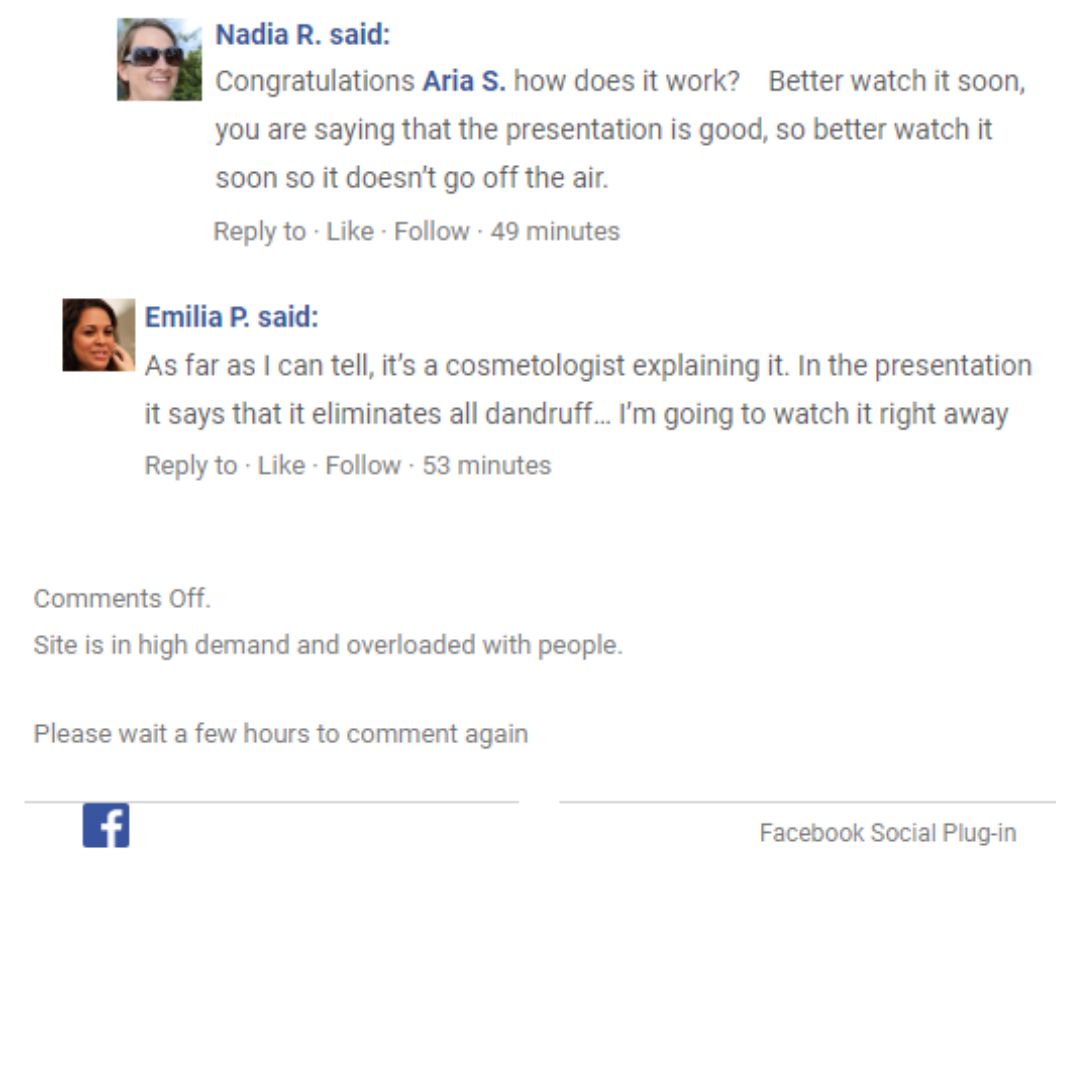 Nadia R. said:
Congratulations Aria S. how does it work? Better watch it soon,
you are saying that the presentation is good, so better watch it
soon so it doesn’t go off the air.
Reply to · Like · Follow · 49 minutes
Emilia P. said:
As far as I can tell, it’s a cosmetologist explaining it. In the presentation
it says that it eliminates all dandruff… I’m going to watch it right away
Reply to · Like · Follow · 53 minutes
Comments Off.
Site is in high demand and overloaded with people.
Please wait a few hours to comment again
f
Facebook Social Plug-in